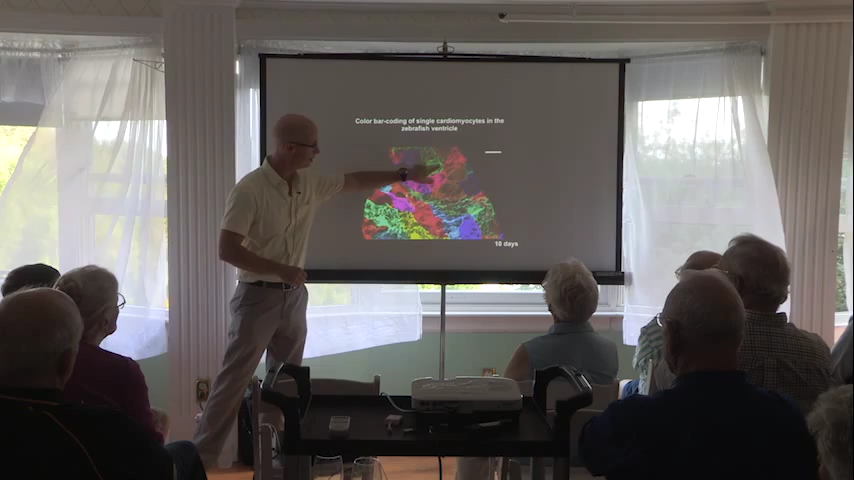 Color bar-coding of single cardiomyocytes in the
zebrafish ventricle
10 days